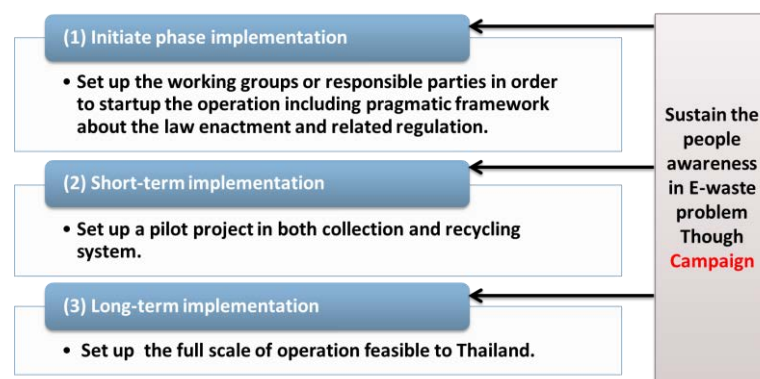 (1) Initiate phase implementation
• Set up the working groups or responsible parties in order
to startup the operation including pragmatic framework
about the law enactment and related regulation.
(2) Short-term implementation
• Set up a pilot project in both collection and recycling
system.
(3) Long-term implementation
• Set up the full scale of operation feasible to Thailand.
Sustain the
people
awareness
in E-waste
problem
Though
Campaign